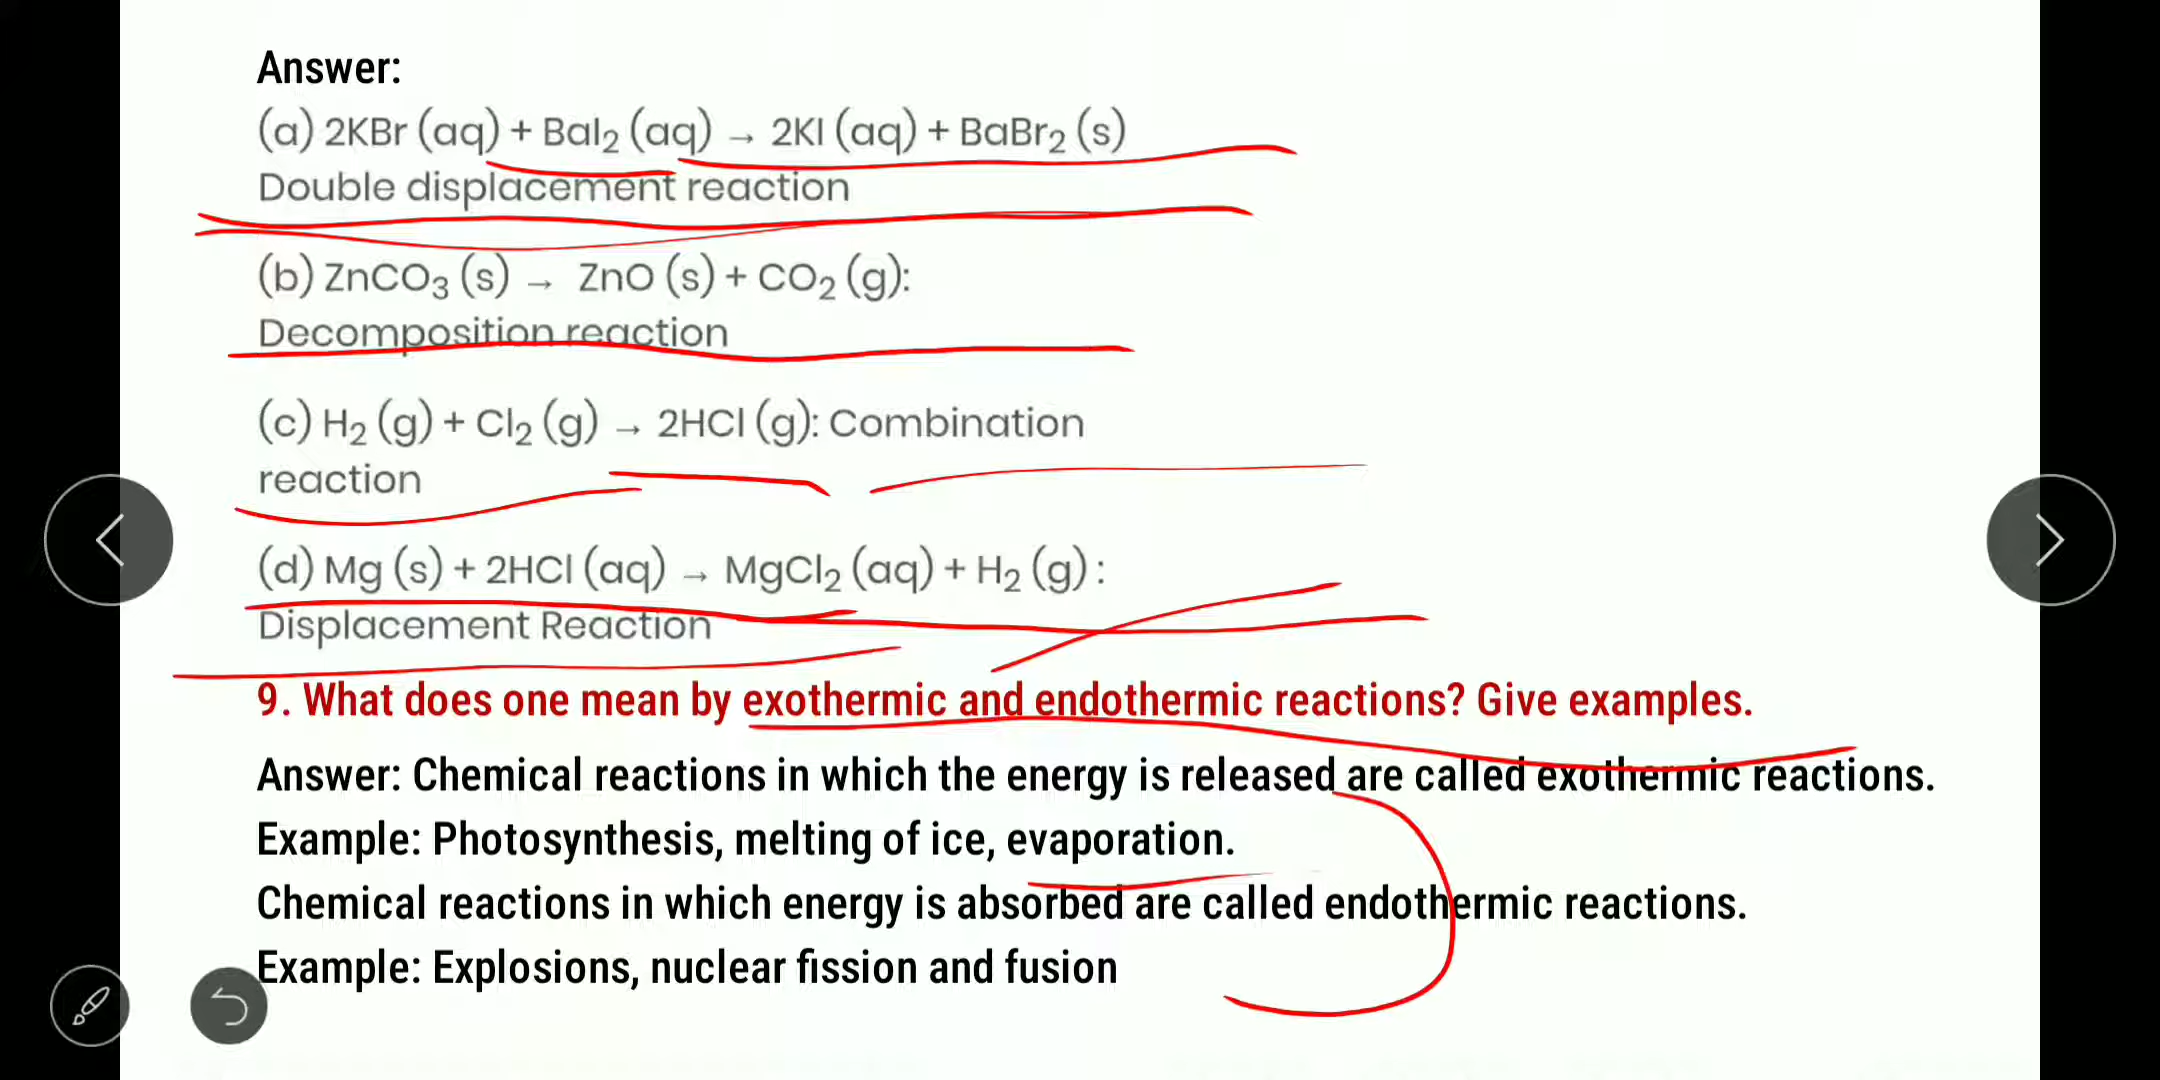 Answer:
(a) 2KBr (aq) + BaI₂ (aq) → 2KI (aq) + BaBr₂ (s)
Double displacement reaction
(b) ZnCO₃ (s) → ZnO (s) + CO₂ (g):
Decomposition reaction
(c) H₂ (g) + Cl₂ (g) → 2HCl (g): Combination
reaction
(d) Mg (s) + 2HCl (aq) → MgCl₂ (aq) + H₂ (g) :
Displacement Reaction
9. What does one mean by exothermic and endothermic reactions? Give examples.
Answer: Chemical reactions in which the energy is released are called exothermic reactions.
Example: Photosynthesis, melting of ice, evaporation.
Chemical reactions in which energy is absorbed are called endothermic reactions.
Example: Explosions, nuclear fission and fusion